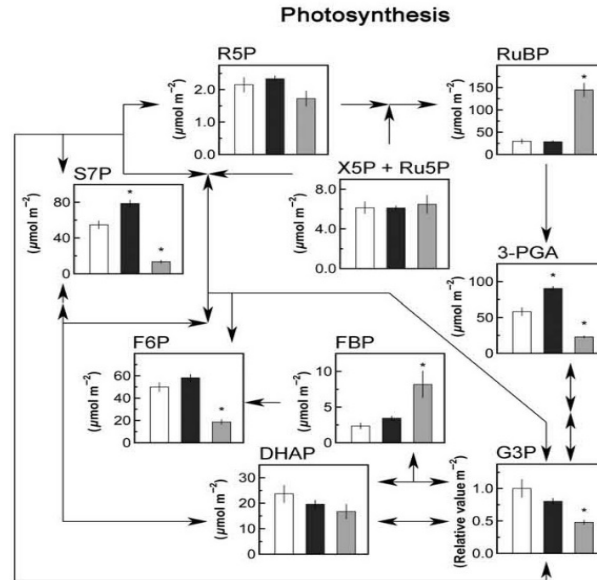 Photosynthesis
R5P
(µmol m⁻²)
2.0
1.0
0.0
RuBP
(µmol m⁻²)
150
100
50
0
S7P
(µmol m⁻²)
80
40
0
*
*
X5P + Ru5P
(µmol m⁻²)
8.0
4.0
0.0
*
3-PGA
(µmol m⁻²)
100
50
0
*
*
F6P
(µmol m⁻²)
60
40
20
0
*
FBP
(µmol m⁻²)
10
5
0
*
DHAP
(µmol m⁻²)
30
20
10
0
G3P
(Relative value m⁻²)
1.0
0.5
0.0
*